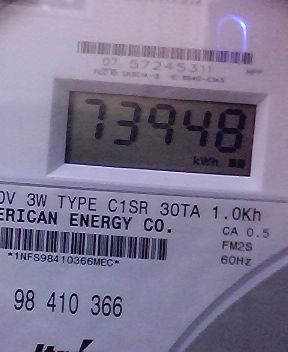 07 57245311
73948
kWh
0V 3W TYPE C1SR 30TA 1.0Kh
ERICAN ENERGY CO.
CA 0.5
FM2S
*1NFS98410366MEC*
60Hz
98 410 366